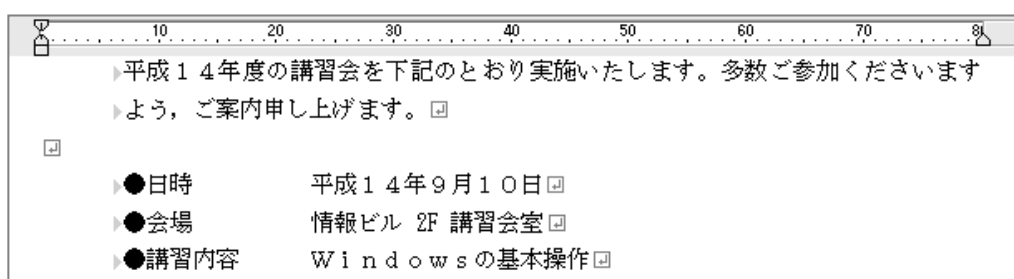 10 20 30 40 50 60 70 80
平成１４年度の講習会を下記のとおり実施いたします。多数ご参加くださいます
よう，ご案内申し上げます。
●日時 平成１４年９月１０日
●会場 情報ビル 2F 講習会室
●講習内容 Ｗｉｎｄｏｗｓの基本操作